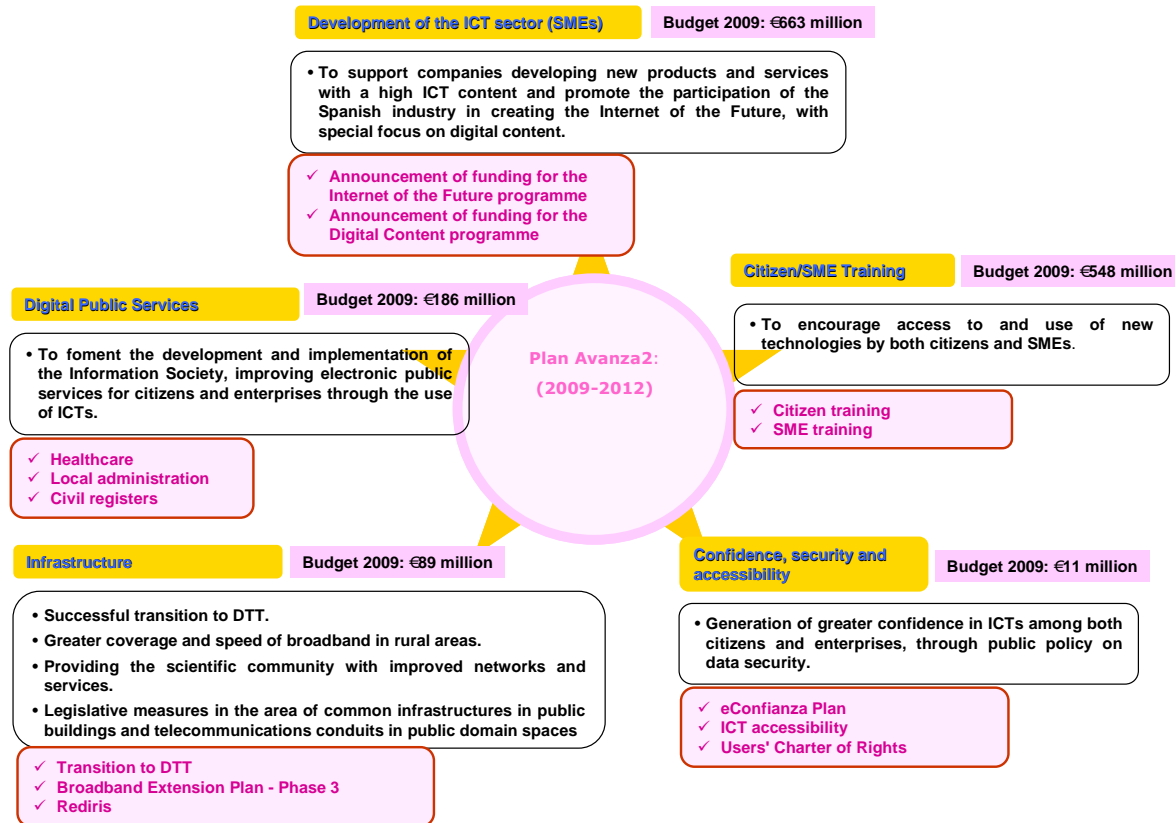 Development of the ICT sector (SMEs)
Budget 2009: €663 million
• To support companies developing new products and services
with a high ICT content and promote the participation of the
Spanish industry in creating the Internet of the Future, with
special focus on digital content.
✓ Announcement of funding for the
Internet of the Future programme
✓ Announcement of funding for the
Digital Content programme
Citizen/SME Training
Budget 2009: €548 million
• To encourage access to and use of new
technologies by both citizens and SMEs.
✓ Citizen training
✓ SME training
Digital Public Services
Budget 2009: €186 million
• To foment the development and implementation of
the Information Society, improving electronic public
services for citizens and enterprises through the use
of ICTs.
✓ Healthcare
✓ Local administration
✓ Civil registers
Plan Avanza2:
(2009-2012)
Infrastructure
Budget 2009: €89 million
• Successful transition to DTT.
• Greater coverage and speed of broadband in rural areas.
• Providing the scientific community with improved networks and
services.
• Legislative measures in the area of common infrastructures in public
buildings and telecommunications conduits in public domain spaces
✓ Transition to DTT
✓ Broadband Extension Plan - Phase 3
✓ Rediris
Confidence, security and
accessibility
Budget 2009: €11 million
• Generation of greater confidence in ICTs among both
citizens and enterprises, through public policy on
data security.
✓ eConfianza Plan
✓ ICT accessibility
✓ Users' Charter of Rights